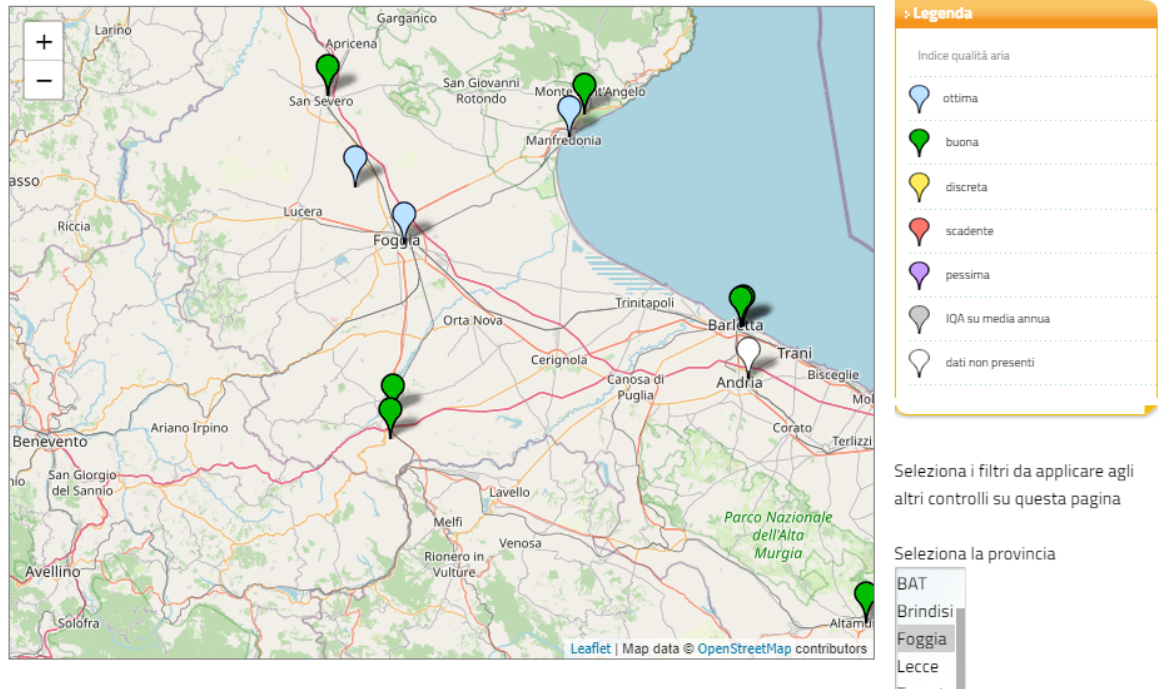 +
−
Larino
Garganico
Apricena
San Severo
San Giovanni
Rotondo
Monte Sant'Angelo
Manfredonia
Riccia
Lucera
Foggia
Trinitapoli
Orta Nova
Barletta
Trani
Cerignola
Bisceglie
Canosa di
Puglia
Andria
Ariano Irpino
Benevento
Corato
Terlizzi
San Giorgio
del Sannio
Lavello
Melfi
Venosa
Parco Nazionale
dell'Alta
Murgia
Rionero in
Vulture
Avellino
Solofra
Altamu
Leaflet | Map data © OpenStreetMap contributors
› Legenda
Indice qualità aria
ottima
buona
discreta
scadente
pessima
IQA su media annua
dati non presenti
Seleziona i filtri da applicare agli
altri controlli su questa pagina
Seleziona la provincia
BAT
Brindisi
Foggia
Lecce